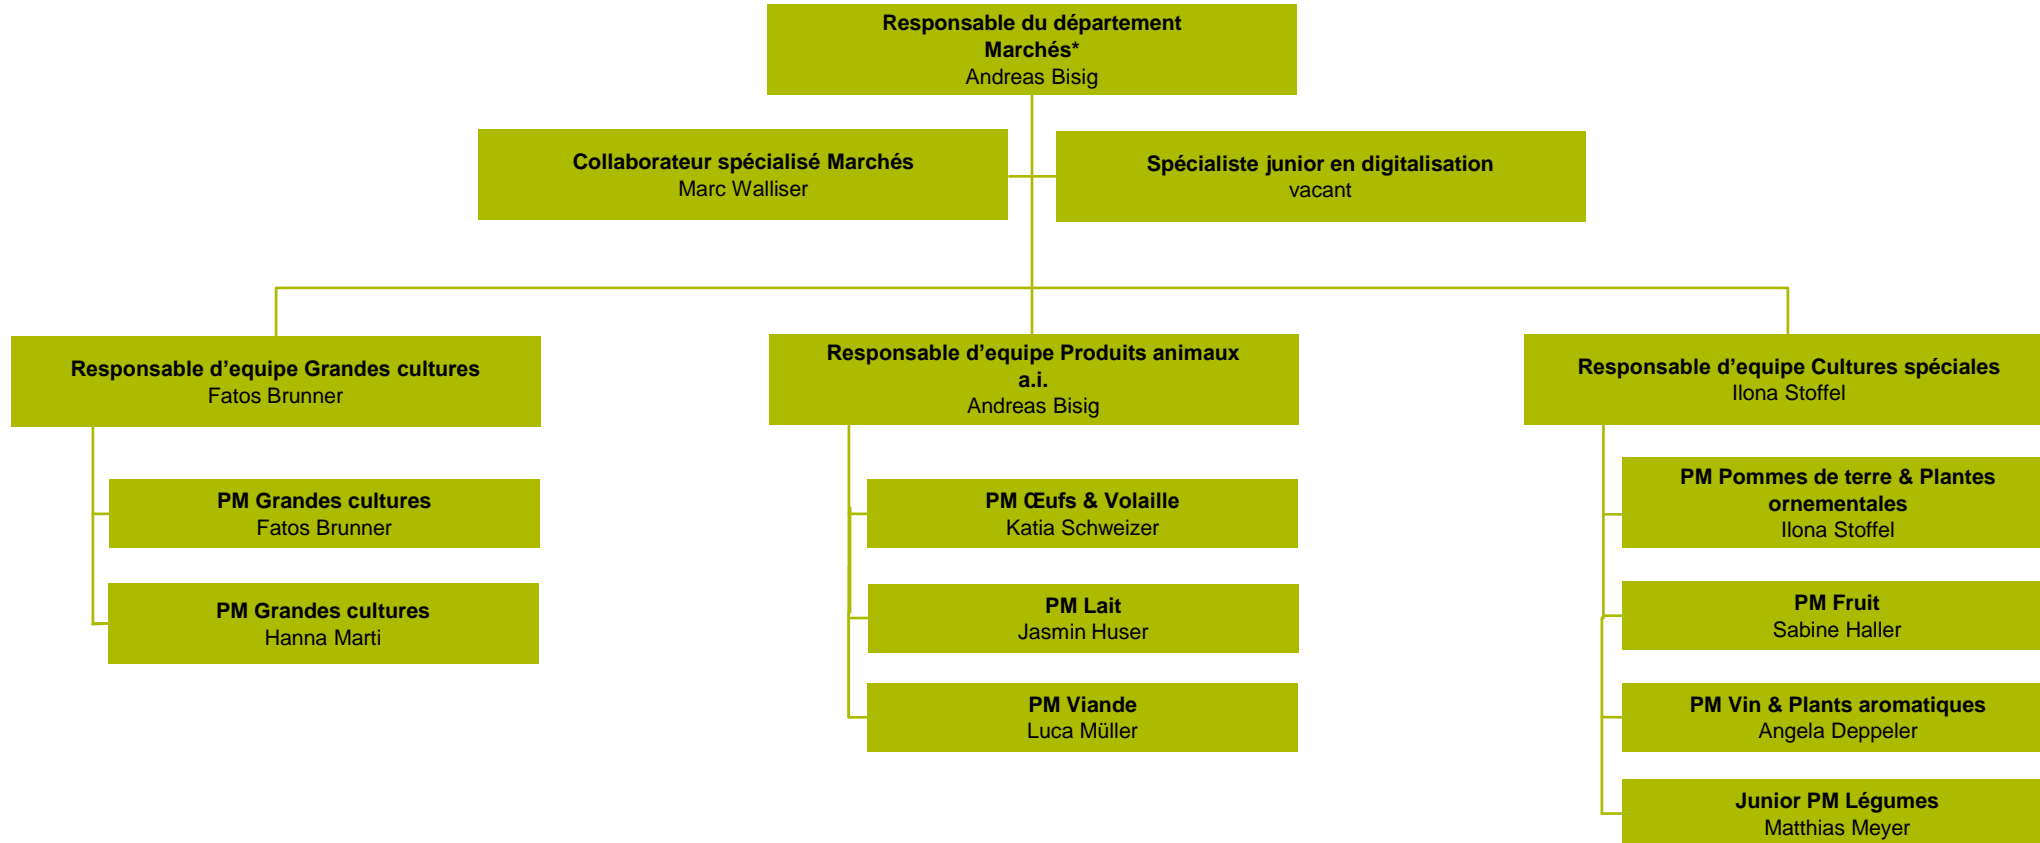 Responsable du département
Marchés*
Andreas Bisig
Collaborateur spécialisé Marchés
Marc Walliser
Spécialiste junior en digitalisation
vacant
Responsable d'equipe Grandes cultures
Fatos Brunner
PM Grandes cultures
Fatos Brunner
PM Grandes cultures
Hanna Marti
Responsable d'equipe Produits animaux
a.i.
Andreas Bisig
PM Œufs & Volaille
Katia Schweizer
PM Lait
Jasmin Huser
PM Viande
Luca Müller
Responsable d'equipe Cultures spéciales
Ilona Stoffel
PM Pommes de terre & Plantes
ornementales
Ilona Stoffel
PM Fruit
Sabine Haller
PM Vin & Plants aromatiques
Angela Deppeler
Junior PM Légumes
Matthias Meyer